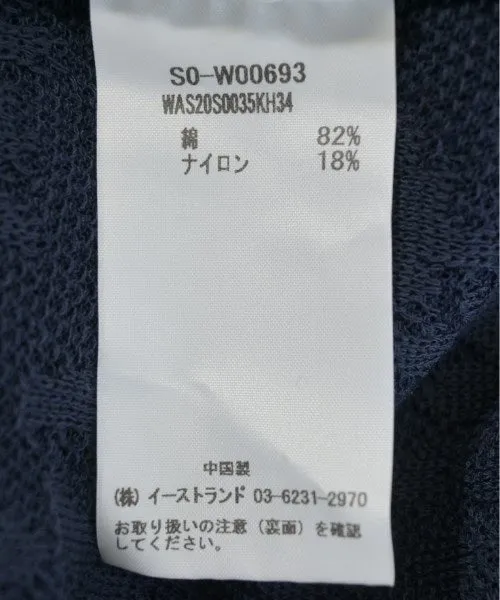 SO-W00693
WAS20S0035KH34
綿 82%
ナイロン 18%
中国製
(株) イーストランド 03-6231-2970
お取り扱いの注意 (裏面) を確認
してください。